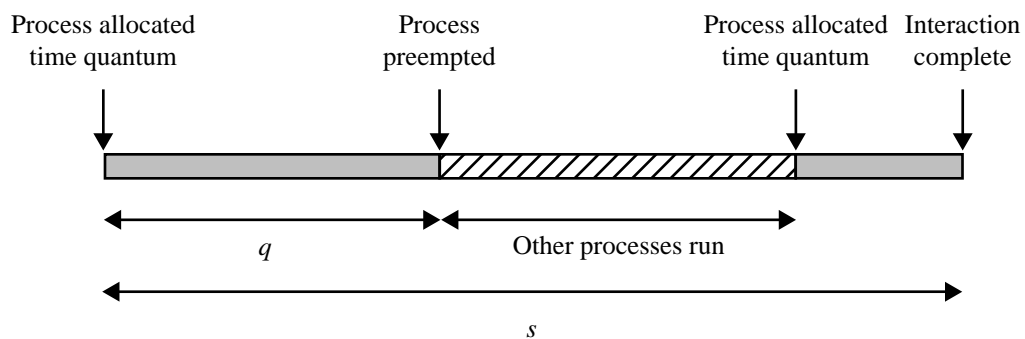 Process allocated
time quantum
Process
preempted
Process allocated
time quantum
Interaction
complete
q
Other processes run
s